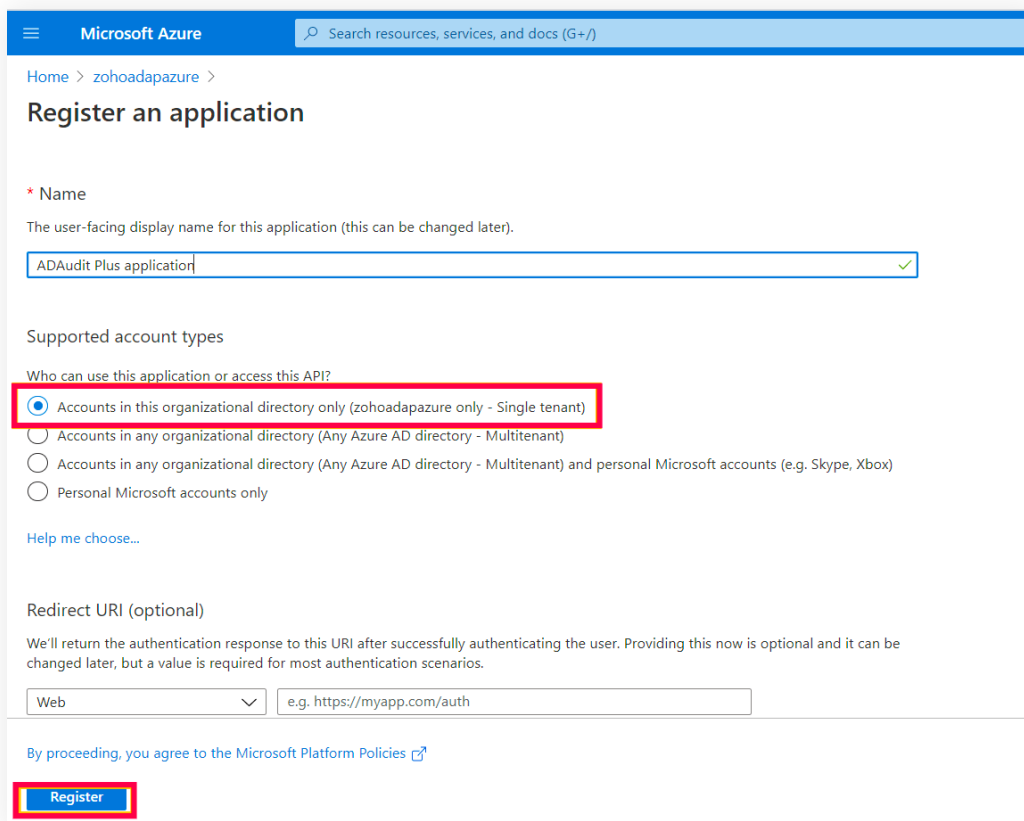 Microsoft Azure
Search resources, services, and docs (G+/)
Home > zohoadapazure >
Register an application
* Name
The user-facing display name for this application (this can be changed later).
ADAudit Plus application
Supported account types
Who can use this application or access this API?
Accounts in this organizational directory only (zohoadapazure only - Single tenant)
Accounts in any organizational directory (Any Azure AD directory - Multitenant)
Accounts in any organizational directory (Any Azure AD directory - Multitenant) and personal Microsoft accounts (e.g. Skype, Xbox)
Personal Microsoft accounts only
Help me choose...
Redirect URI (optional)
We'll return the authentication response to this URI after successfully authenticating the user. Providing this now is optional and it can be
changed later, but a value is required for most authentication scenarios.
Web
e.g. https://myapp.com/auth
By proceeding, you agree to the Microsoft Platform Policies
Register